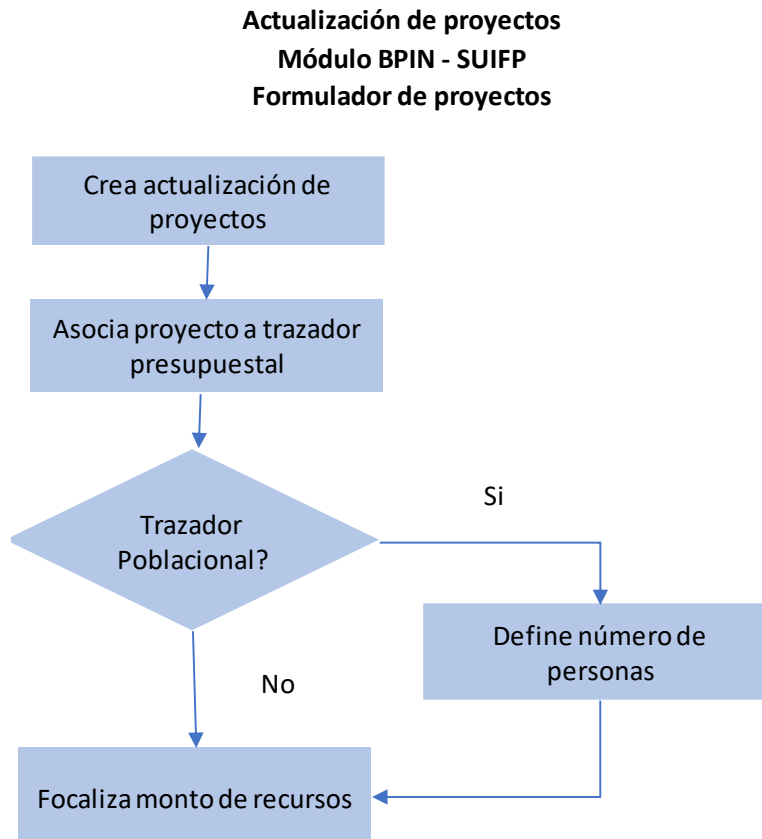 Actualización de proyectos
Módulo BPIN - SUIFP
Formulador de proyectos
Crea actualización de
proyectos
Asocia proyecto a trazador
presupuestal
Trazador
Poblacional?
Si
Define número de
personas
No
Focaliza monto de recursos